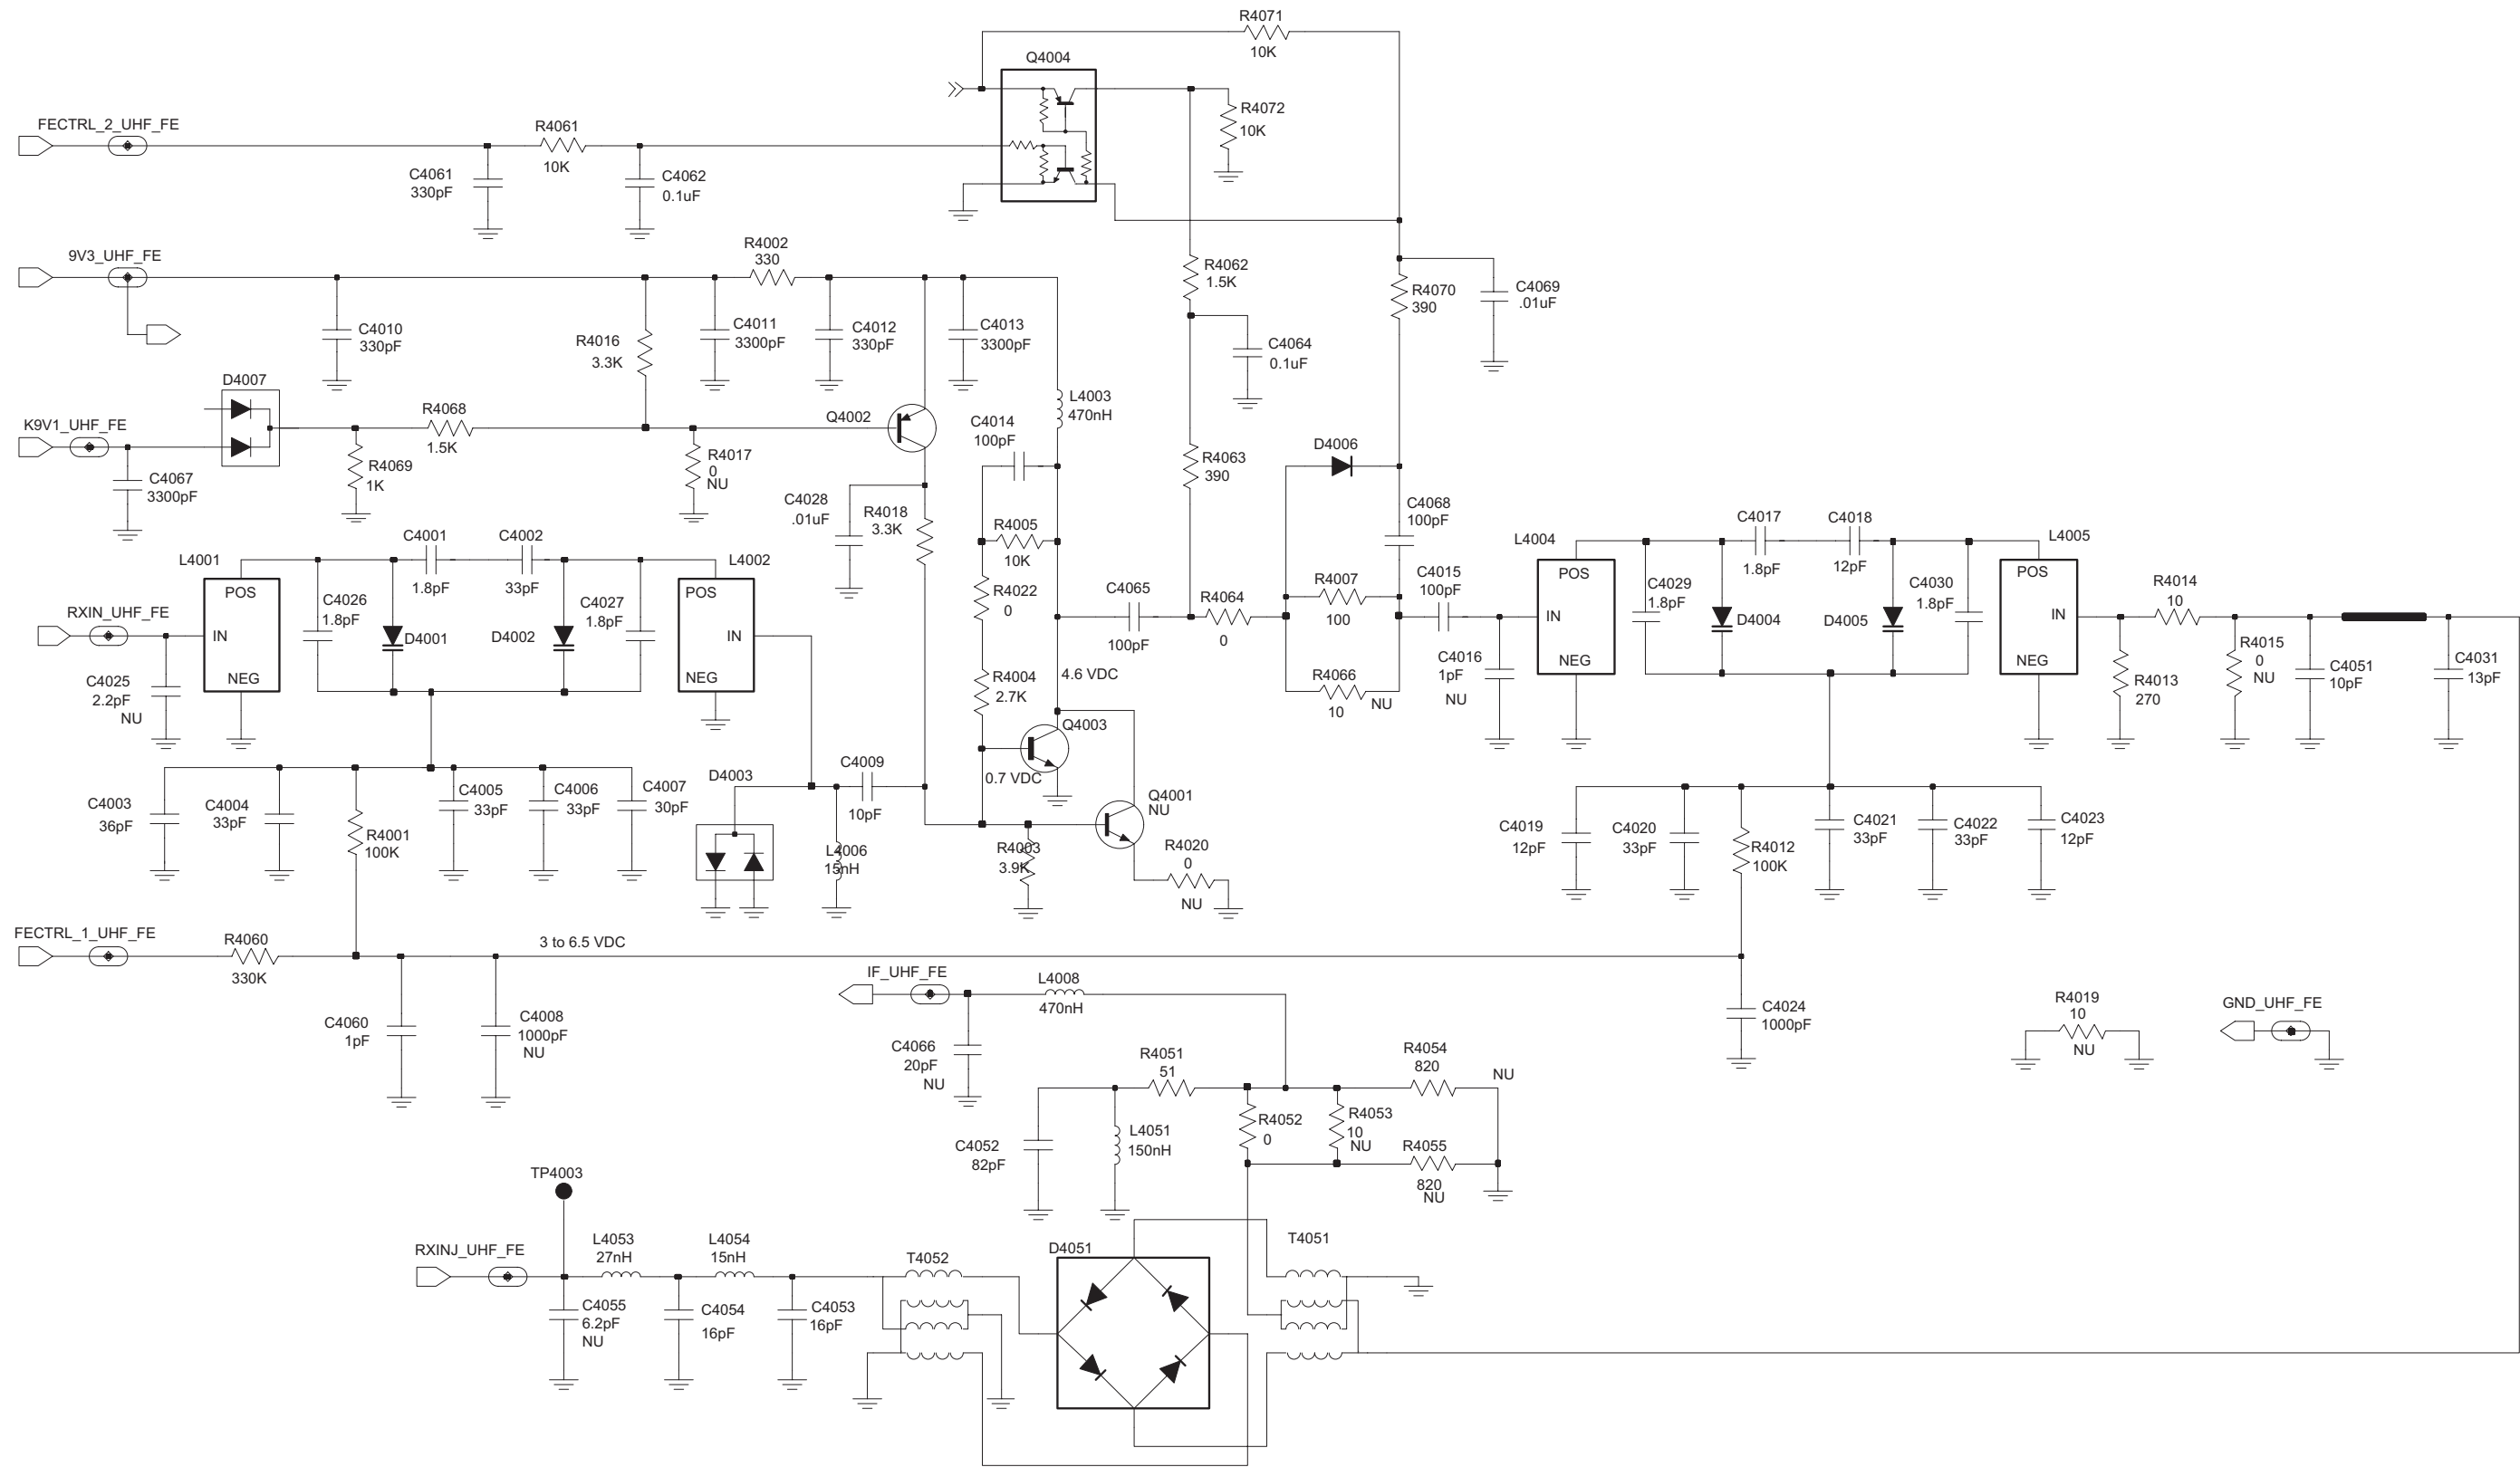 R4071
10K
Q4004
R4072
10K
FECTRL_2_UHF_FE
R4061
10K
C4061
330pF
C4062
0.1uF
9V3_UHF_FE
R4002
330
R4062
1.5K
R4070
390
C4069
.01uF
C4010
330pF
R4016
3.3K
C4011
3300pF
C4012
330pF
C4013
3300pF
C4064
0.1uF
D4007
L4003
470nH
K9V1_UHF_FE
R4068
1.5K
Q4002
C4014
100pF
R4069
1K
R4017
0
NU
R4063
390
D4006
C4067
3300pF
C4028
.01uF
R4018
3.3K
C4068
100pF
R4005
10K
L4001
C4001
1.8pF
C4002
33pF
L4002
L4004
C4017
1.8pF
C4018
12pF
L4005
POS
IN
NEG
C4026
1.8pF
D4001
D4002
C4027
1.8pF
POS
IN
NEG
R4022
0
C4065
100pF
R4064
0
R4007
100
C4015
100pF
POS
IN
NEG
C4029
1.8pF
D4004
D4005
C4030
1.8pF
POS
IN
NEG
R4014
10
RXIN_UHF_FE
C4025
2.2pF
NU
R4004
2.7K
4.6 VDC
R4066
10
NU
C4016
1pF
NU
R4013
270
R4015
0
NU
C4051
10pF
C4031
13pF
Q4003
0.7 VDC
C4003
36pF
C4004
33pF
R4001
100K
C4005
33pF
C4006
33pF
C4007
30pF
D4003
C4009
10pF
Q4001
NU
L4006
15nH
R4003
3.9K
R4020
0
NU
C4019
12pF
C4020
33pF
R4012
100K
C4021
33pF
C4022
33pF
C4023
12pF
FECTRL_1_UHF_FE
R4060
330K
3 to 6.5 VDC
C4060
1pF
C4008
1000pF
NU
IF_UHF_FE
L4008
470nH
C4024
1000pF
R4019
10
NU
GND_UHF_FE
C4066
20pF
NU
R4051
51
R4054
820
NU
R4052
0
R4053
10
NU
C4052
82pF
L4051
150nH
R4055
820
NU
TP4003
RXINJ_UHF_FE
L4053
27nH
L4054
15nH
T4052
D4051
T4051
C4055
6.2pF
NU
C4054
16pF
C4053
16pF